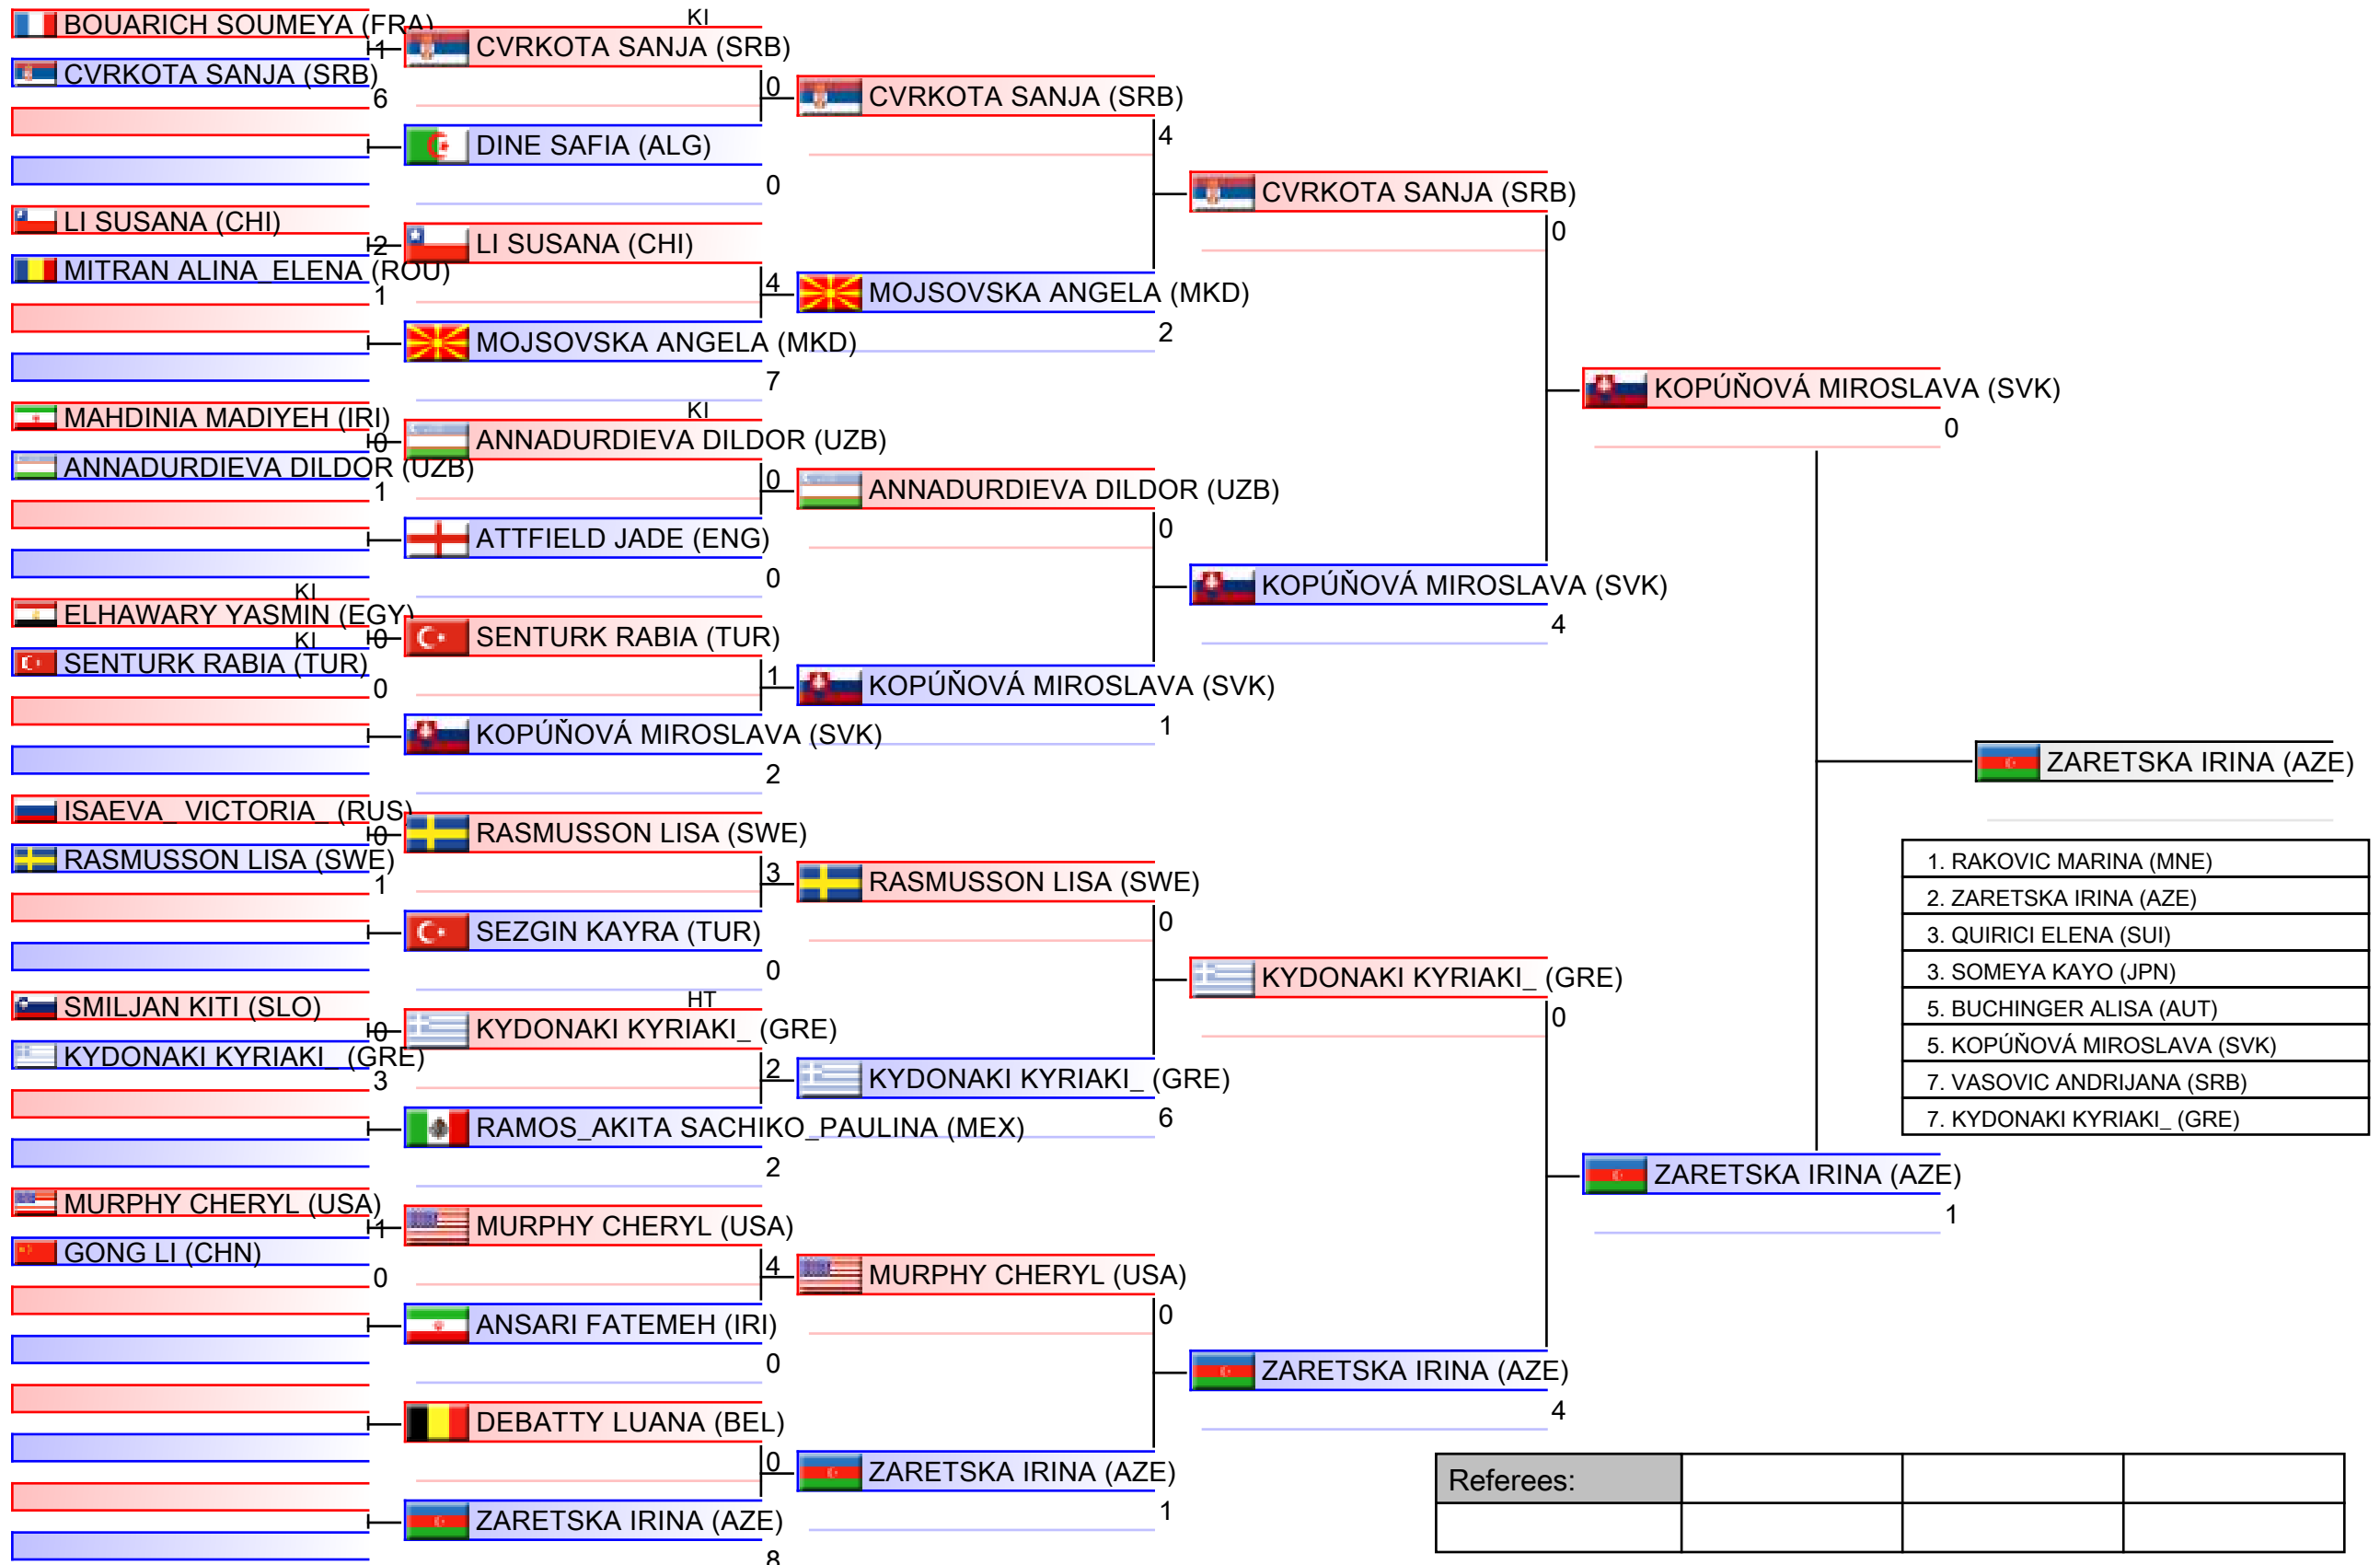 BOUARICH SOUMEYA (FRA)
1
CVRKOTA SANJA (SRB)
6
LI SUSANA (CHI)
2
MITRAN ALINA_ELENA (ROU)
1
MAHDINIA MADIYEH (IRI)
0
ANNADURDIEVA DILDOR (UZB)
1
KI
ELHAWARY YASMIN (EGY)
0
KI
SENTURK RABIA (TUR)
0
ISAEVA_ VICTORIA_ (RUS)
0
RASMUSSON LISA (SWE)
1
SMILJAN KITI (SLO)
0
KYDONAKI KYRIAKI_ (GRE)
3
MURPHY CHERYL (USA)
1
GONG LI (CHN)
0
KI
CVRKOTA SANJA (SRB)
0
DINE SAFIA (ALG)
0
LI SUSANA (CHI)
4
MOJSOVSKA ANGELA (MKD)
7
KI
ANNADURDIEVA DILDOR (UZB)
0
ATTFIELD JADE (ENG)
0
SENTURK RABIA (TUR)
1
KOPÚŇOVÁ MIROSLAVA (SVK)
2
RASMUSSON LISA (SWE)
3
SEZGIN KAYRA (TUR)
0
HT
KYDONAKI KYRIAKI_ (GRE)
2
RAMOS_AKITA SACHIKO_PAULINA (MEX)
2
MURPHY CHERYL (USA)
4
ANSARI FATEMEH (IRI)
0
DEBATTY LUANA (BEL)
0
ZARETSKA IRINA (AZE)
8
CVRKOTA SANJA (SRB)
4
MOJSOVSKA ANGELA (MKD)
2
ANNADURDIEVA DILDOR (UZB)
0
KOPÚŇOVÁ MIROSLAVA (SVK)
1
RASMUSSON LISA (SWE)
0
KYDONAKI KYRIAKI_ (GRE)
6
MURPHY CHERYL (USA)
0
ZARETSKA IRINA (AZE)
1
CVRKOTA SANJA (SRB)
0
KOPÚŇOVÁ MIROSLAVA (SVK)
4
KYDONAKI KYRIAKI_ (GRE)
0
ZARETSKA IRINA (AZE)
4
KOPÚŇOVÁ MIROSLAVA (SVK)
0
ZARETSKA IRINA (AZE)
1
ZARETSKA IRINA (AZE)
1. RAKOVIC MARINA (MNE)
2. ZARETSKA IRINA (AZE)
3. QUIRICI ELENA (SUI)
3. SOMEYA KAYO (JPN)
5. BUCHINGER ALISA (AUT)
5. KOPÚŇOVÁ MIROSLAVA (SVK)
7. VASOVIC ANDRIJANA (SRB)
7. KYDONAKI KYRIAKI_ (GRE)
Referees: